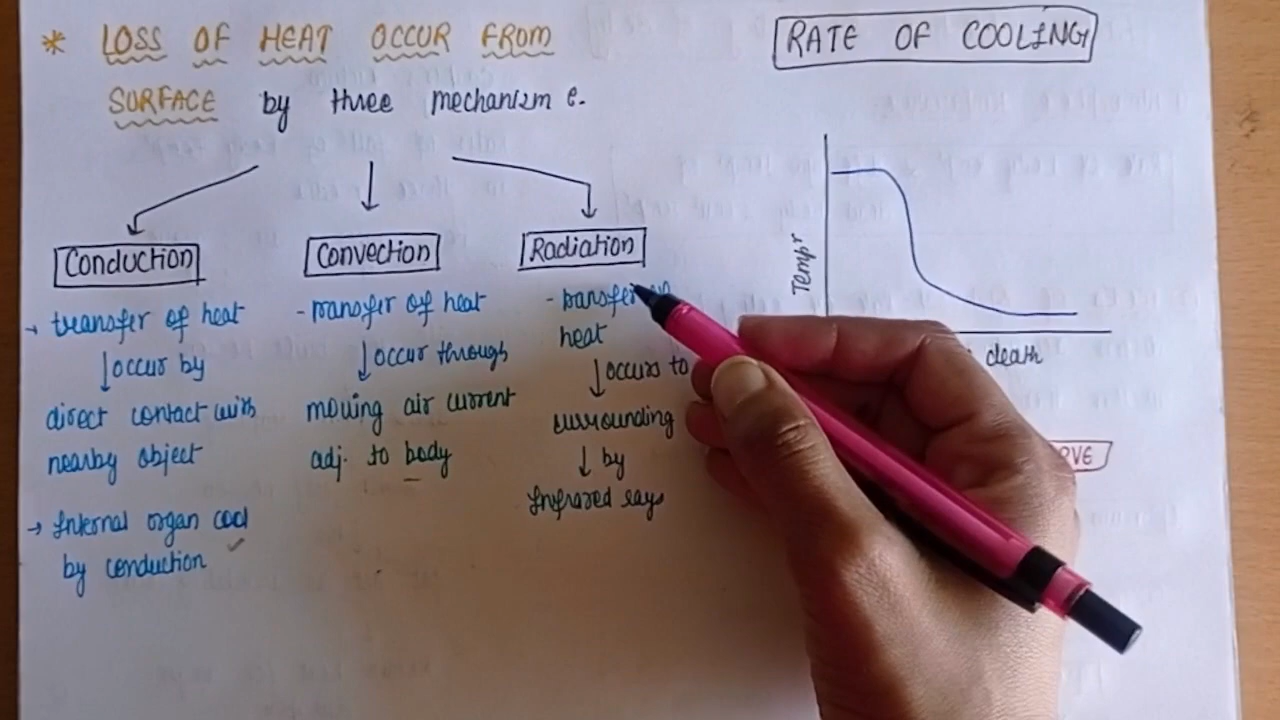 * LOSS OF HEAT OCCUR FROM
SURFACE by three mechanizm e.
Conduction
→ transfer of heat
↓ occur by
direct contact with
nearby object
→ Internal organ cool
by conduction
Convection
- transfer of heat
↓ occur through
moving air current
adj. to body
Radiation
- transfer
heat
↓ occurs to
surrounding
↓ by
Infrared rays
RATE OF COOLING
Tempr
death